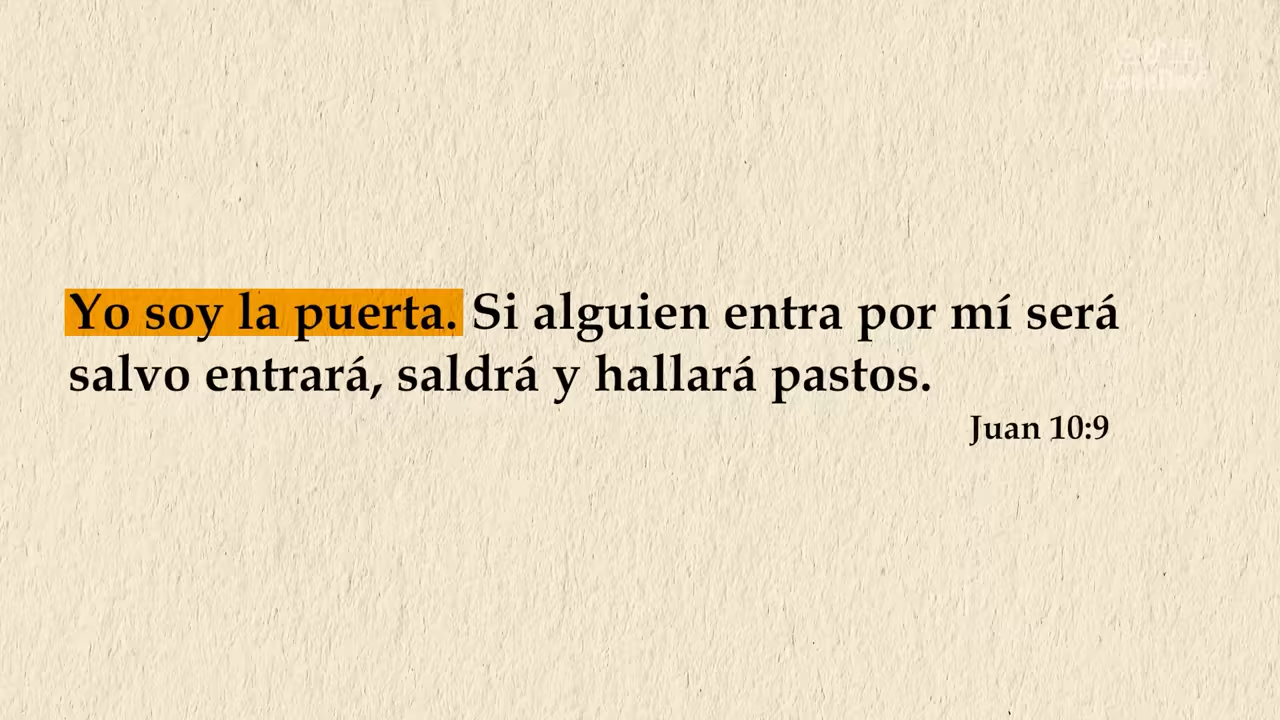 Yo soy la puerta. Si alguien entra por mí será
salvo entrará, saldrá y hallará pastos.
Juan 10:9